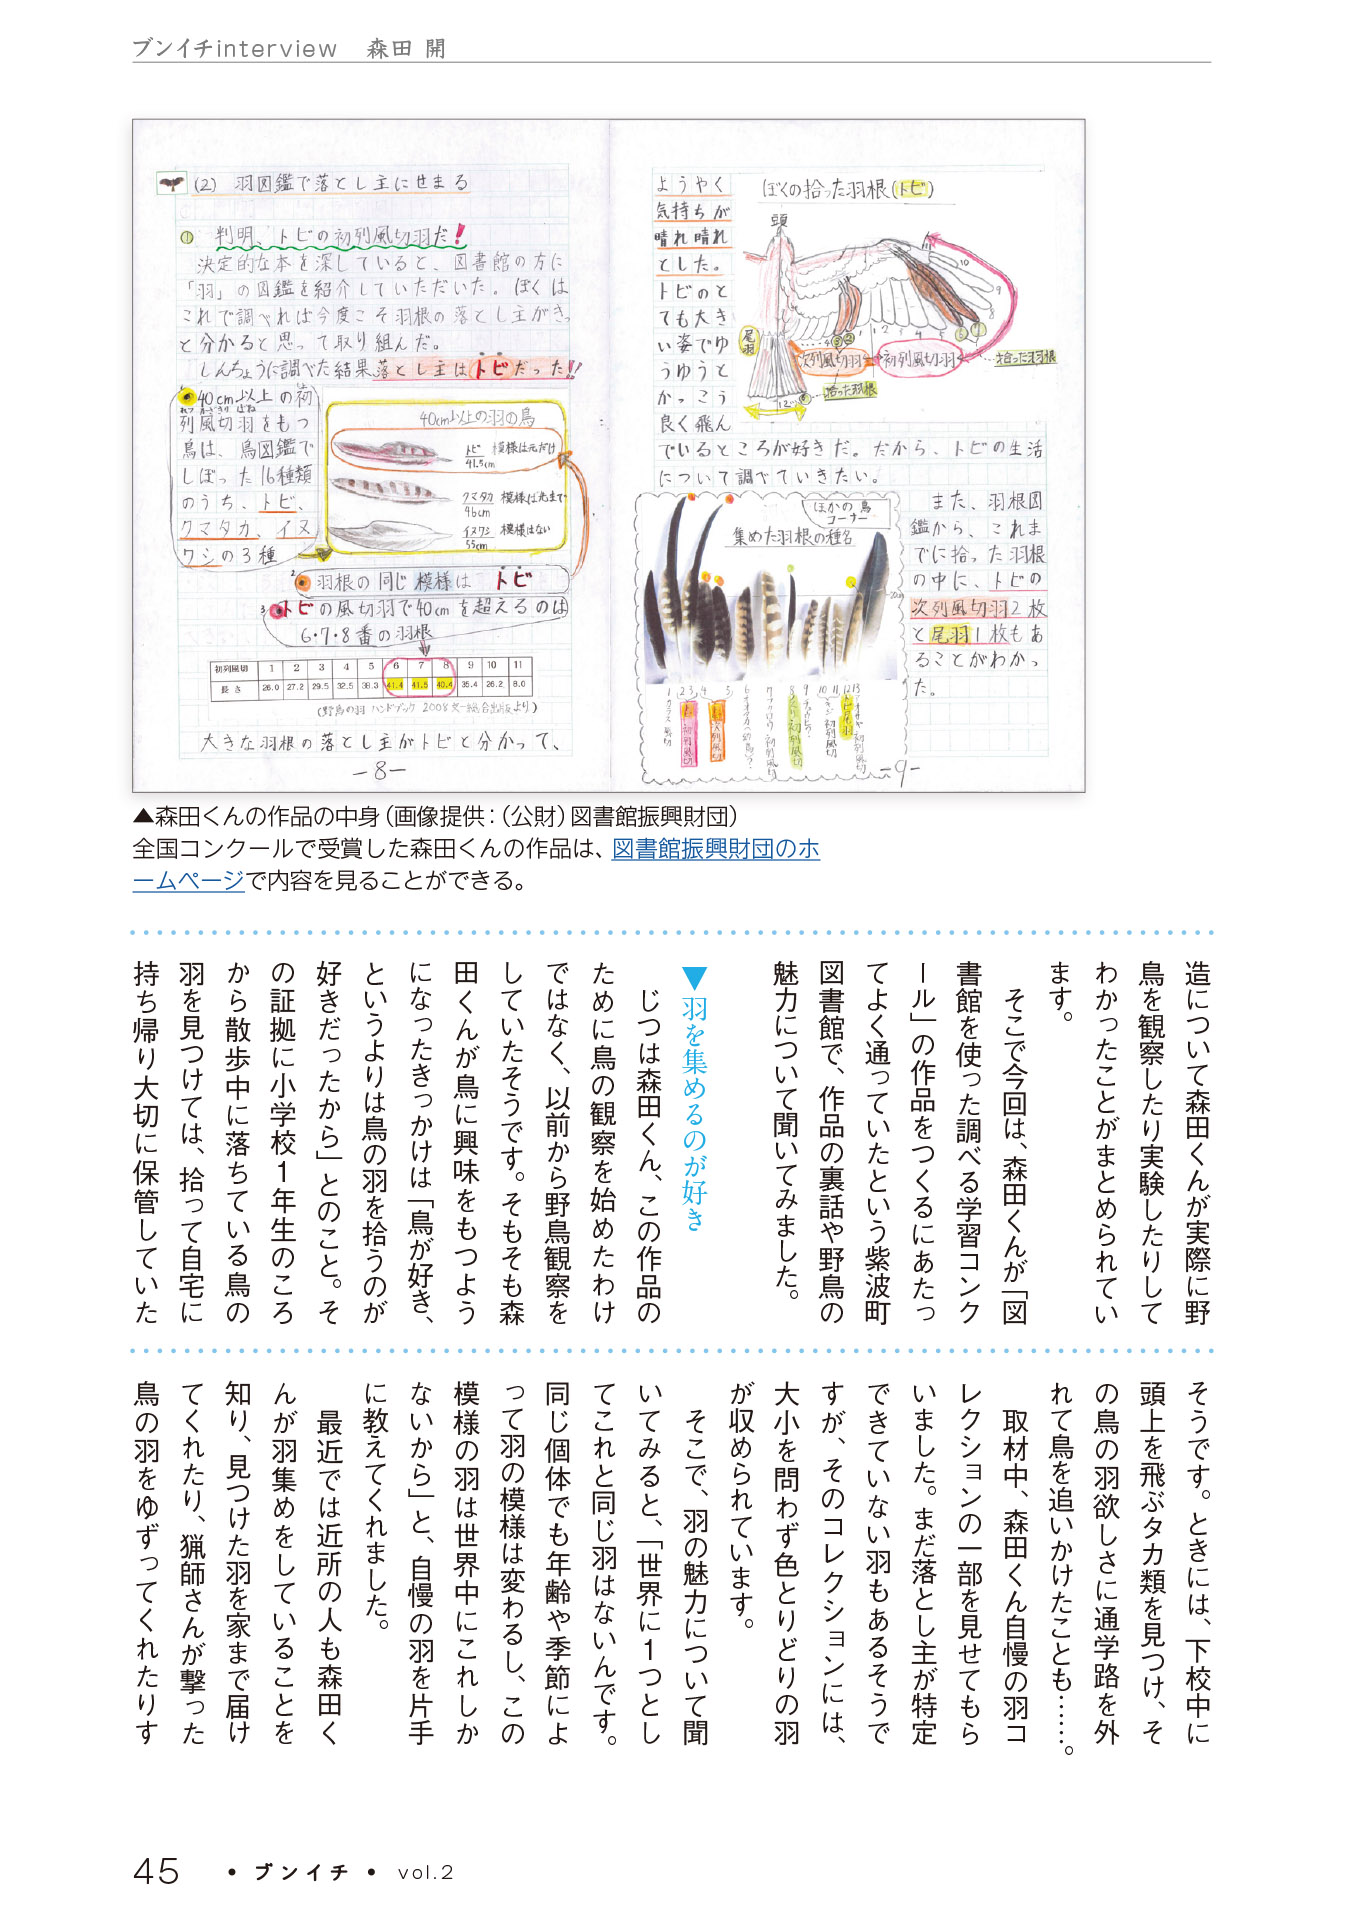 ブンイチinterview　森田 開
(2) 羽図鑑で落とし主にせまる
① 判明、トビの初列風切羽だ！
決定的な本を深していると、図書館の方に
「羽」の図鑑を紹介していただいた。ぼくは
これで調べれば今度こそ羽根の落とし主がきっ
と分かると思って取り組んだ。
しんちょうに調べた結果落とし主はトビだった!!
1 40cm以上の初
列風切羽をもつ
鳥は、鳥図鑑で
しぼった16種類
のうち、トビ、
クマタカ、イヌ
ワシの3種
40cm以上の羽の鳥
トビ 模様は元だけ
41.5cm
クマタカ 模様は先まで
46cm
イヌワシ 模様はない
55cm
2 羽根の同じ模様は トビ
3 トビの風切羽で40cmを超えるのは
6・7・8番の羽根
初列風切 1 2 3 4 5 6 7 8 9 10 11
長さ 26.0 27.2 29.5 32.5 38.3 41.4 41.5 40.4 35.4 26.2 8.0
(野鳥の羽 ハンドブック 2008 文一総合出版より)
大きな羽根の落とし主がトビと分かって、
－8－
ようやく
気持ちが
晴れ晴れ
とした。
トビのと
ても大き
い姿でゆ
うゆうと
かっこう
良く飛ん
でいるところが好きだ。だから、トビの生活
について調べていきたい。
ぼくの拾った羽根(トビ)
頭
尾羽
次列風切羽
初列風切羽
拾った羽根
拾った羽根
また、羽根図
鑑から、これま
でに拾った羽根
の中に、トビの
次列風切羽2枚
と尾羽1枚もあ
ることがわかっ
た。
ほかの鳥
コーナー
集めた羽根の種名
－9－
▲森田くんの作品の中身（画像提供：（公財）図書館振興財団）
全国コンクールで受賞した森田くんの作品は、図書館振興財団のホ
ームページで内容を見ることができる。
造について森田くんが実際に野
鳥を観察したり実験したりして
わかったことがまとめられてい
ます。
そこで今回は、森田くんが「図
書館を使った調べる学習コンク
ール」の作品をつくるにあたっ
てよく通っていたという紫波町
図書館で、作品の裏話や野鳥の
魅力について聞いてみました。
▼羽を集めるのが好き
じつは森田くん、この作品の
ために鳥の観察を始めたわけ
ではなく、以前から野鳥観察を
していたそうです。そもそも森
田くんが鳥に興味をもつよう
になったきっかけは「鳥が好き、
というよりは鳥の羽を拾うのが
好きだったから」とのこと。そ
の証拠に小学校1年生のころ
から散歩中に落ちている鳥の
羽を見つけては、拾って自宅に
持ち帰り大切に保管していた
そうです。ときには、下校中に
頭上を飛ぶタカ類を見つけ、そ
の鳥の羽欲しさに通学路を外
れて鳥を追いかけたことも……。
取材中、森田くん自慢の羽コ
レクションの一部を見せてもら
いました。まだ落とし主が特定
できていない羽もあるそうで
すが、そのコレクションには、
大小を問わず色とりどりの羽
が収められています。
そこで、羽の魅力について聞
いてみると、「世界に1つとし
てこれと同じ羽はないんです。
同じ個体でも年齢や季節によ
って羽の模様は変わるし、この
模様の羽は世界中にこれしか
ないから」と、自慢の羽を片手
に教えてくれました。
最近では近所の人も森田く
んが羽集めをしていることを
知り、見つけた羽を家まで届け
てくれたり、猟師さんが撃った
鳥の羽をゆずってくれたりす
45 ・ブンイチ・ vol.2